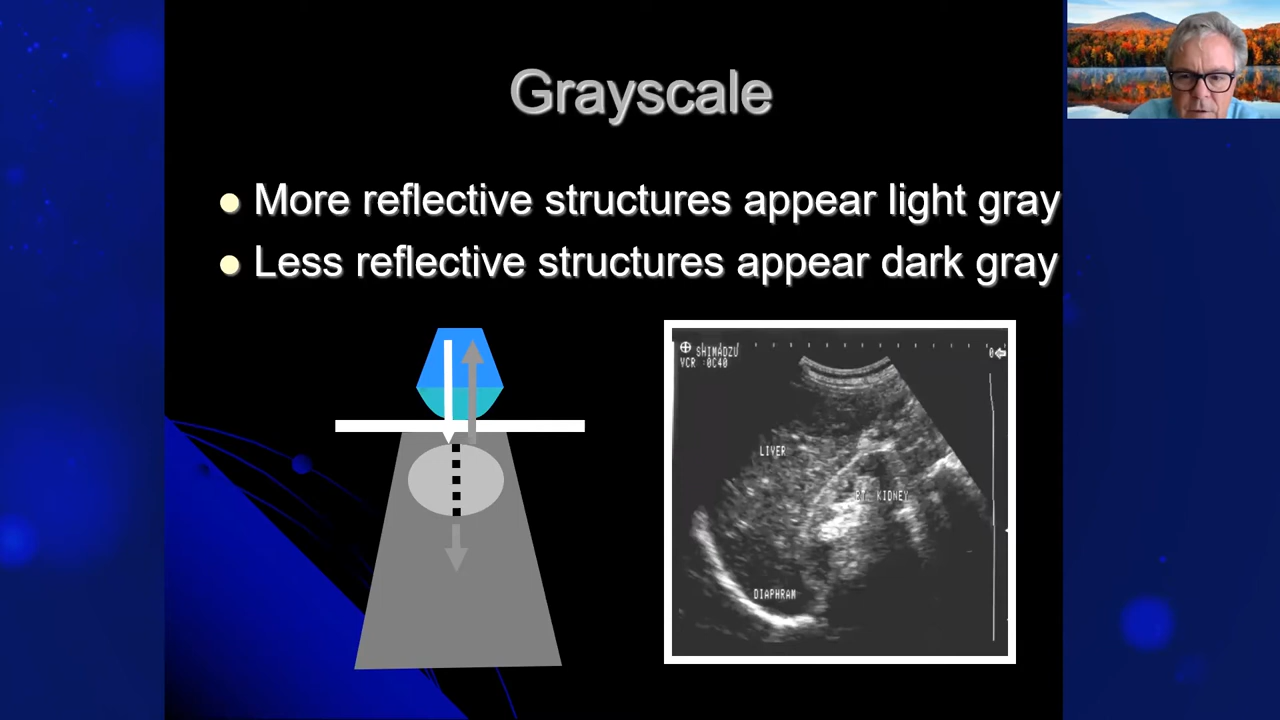 Grayscale
More reflective structures appear light gray
Less reflective structures appear dark gray
SHIMADZU
VCR :0C40
0
LIVER
RT. KIDNEY
DIAPHRAM